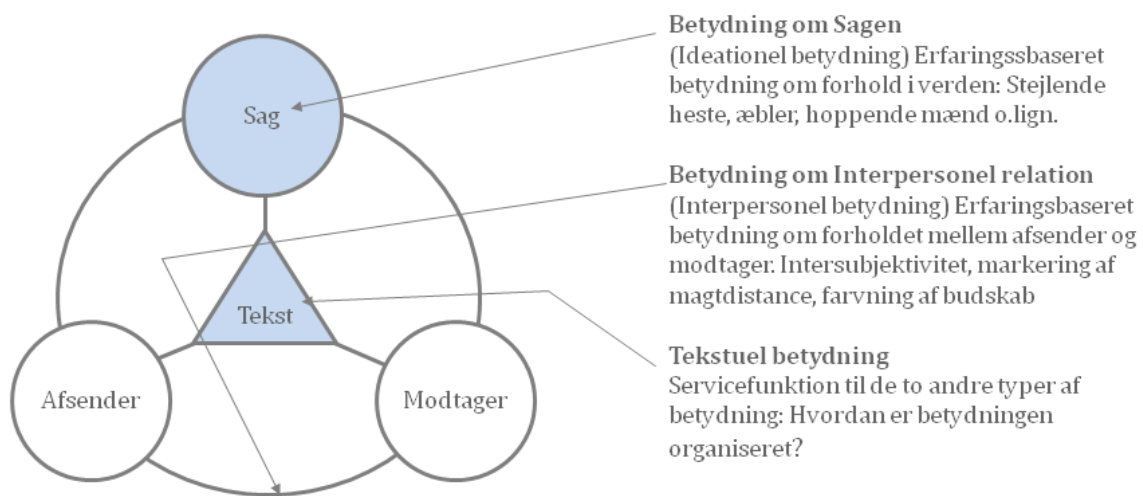 Sag
Tekst
Afsender
Modtager
Betydning om Sagen
(Ideationel betydning) Erfaringssbaseret
betydning om forhold i verden: Stejlende
heste, æbler, hoppende mænd o.lign.
Betydning om Interpersonel relation
(Interpersonel betydning) Erfaringsbaseret
betydning om forholdet mellem afsender og
modtager. Intersubjektivitet, markering af
magtdistance, farvning af budskab
Tekstuel betydning
Servicefunktion til de to andre typer af
betydning: Hvordan er betydningen
organiseret?